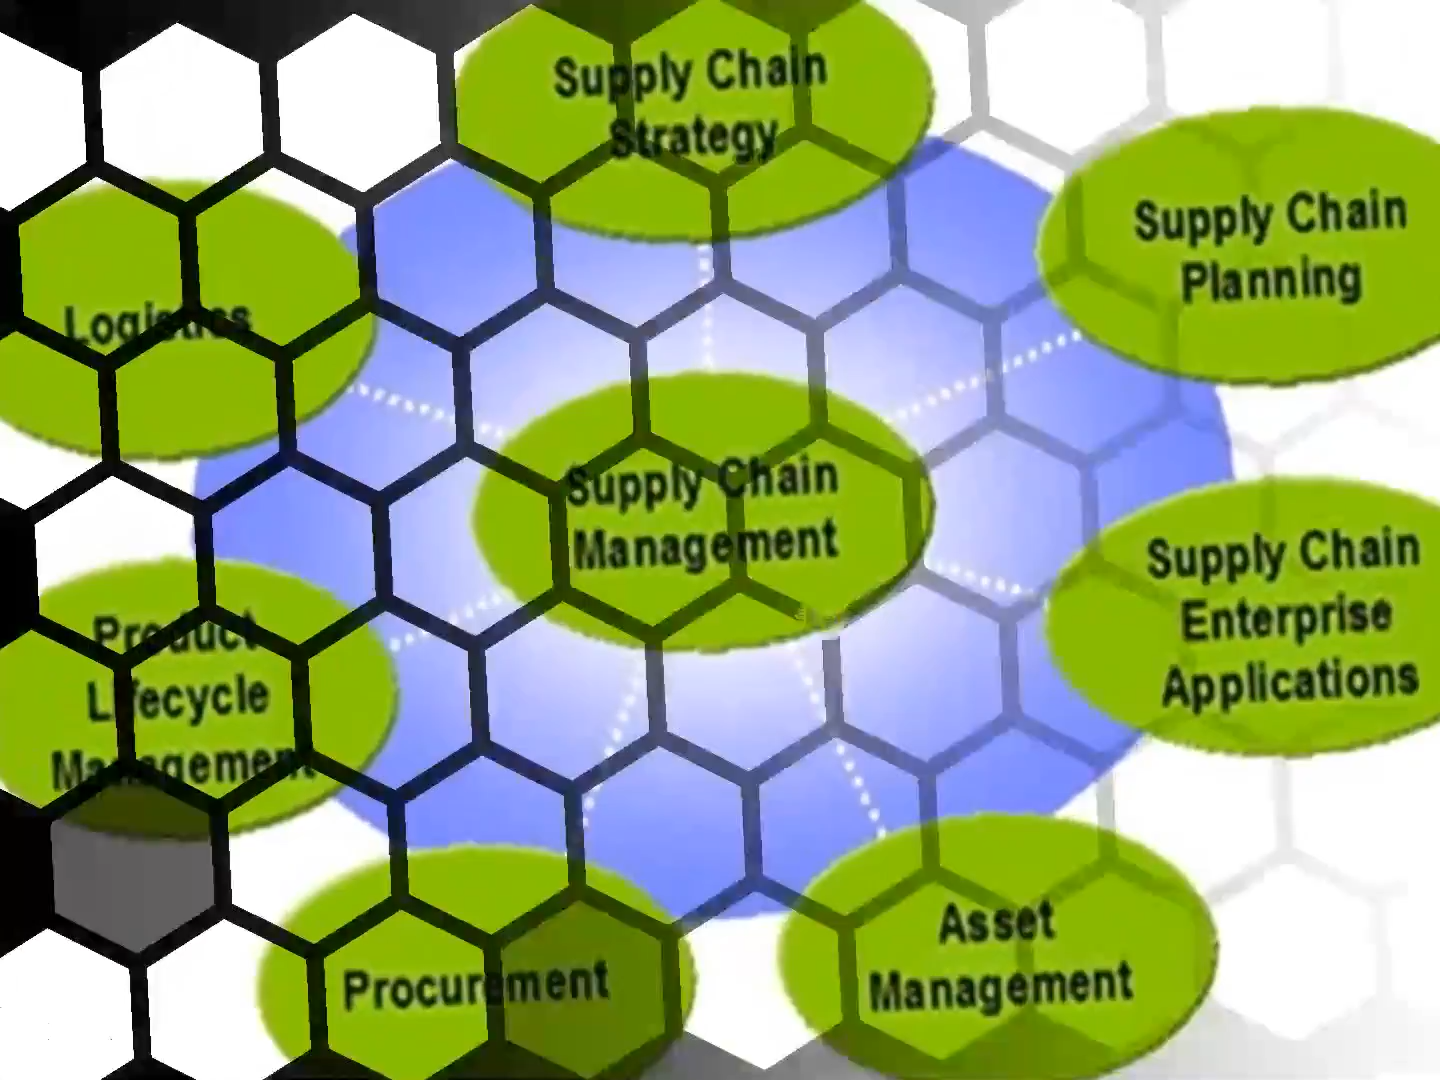 Supply Chain
Strategy
Supply Chain
Planning
Logistics
Supply Chain
Management
Supply Chain
Enterprise
Applications
Product
Lifecycle
Management
Asset
Management
Procurement